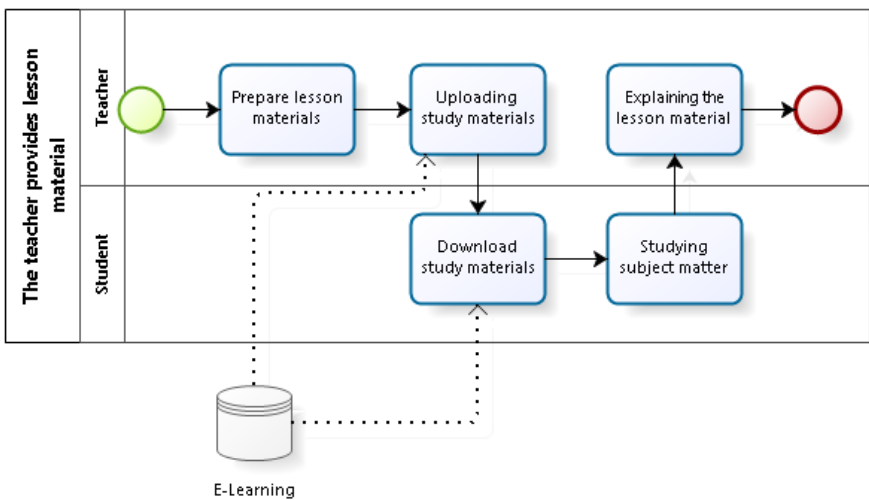 The teacher provides lesson
material
Teacher
Prepare lesson
materials
Uploading
study materials
Explaining the
lesson material
Student
Download
study materials
Studying
subject matter
E-Learning